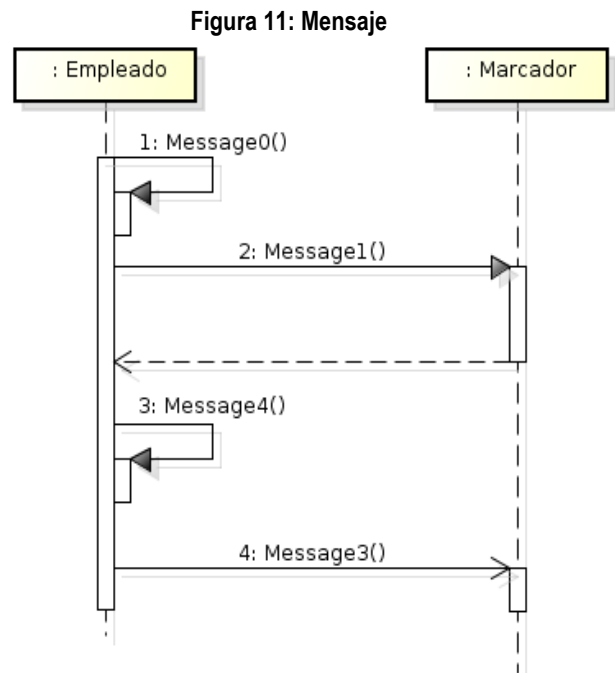 Figura 11: Mensaje
: Empleado
: Marcador
1: Message0()
2: Message1()
3: Message4()
4: Message3()